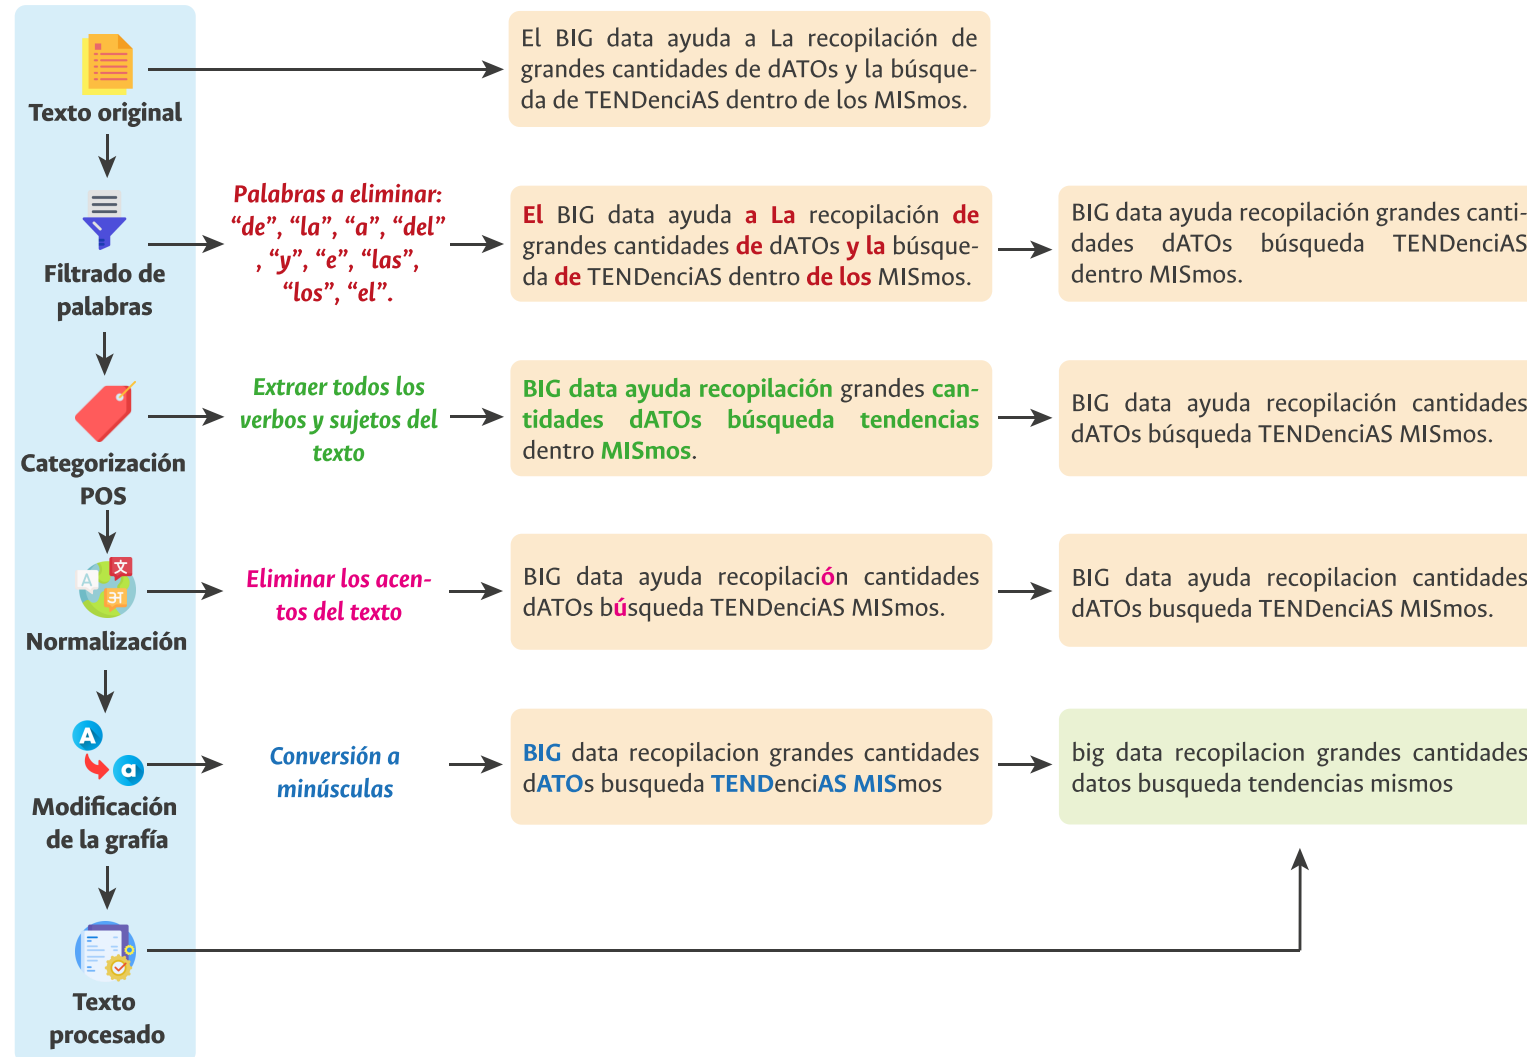 Texto original
El BIG data ayuda a La recopilación de
grandes cantidades de dATOs y la búsque-
da de TENDenciAS dentro de los MISmos.
Filtrado de
palabras
Palabras a eliminar:
“de”, “la”, “a”, “del”
, “y”, “e”, “las”,
“los”, “el”.
El BIG data ayuda a La recopilación de
grandes cantidades de dATOs y la búsque-
da de TENDenciAS dentro de los MISmos.
BIG data ayuda recopilación grandes canti-
dades dATOs búsqueda TENDenciAS
dentro MISmos.
Categorización
POS
Extraer todos los
verbos y sujetos del
texto
BIG data ayuda recopilación grandes can-
tidades dATOs búsqueda tendencias
dentro MISmos.
BIG data ayuda recopilación cantidades
dATOs búsqueda TENDenciAS MISmos.
A
文
अ
Normalización
Eliminar los acen-
tos del texto
BIG data ayuda recopilación cantidades
dATOs búsqueda TENDenciAS MISmos.
BIG data ayuda recopilacion cantidades
dATOs busqueda TENDenciAS MISmos.
A
a
Modificación
de la grafía
Conversión a
minúsculas
BIG data recopilacion grandes cantidades
dATOs busqueda TENDenciAS MISmos
big data recopilacion grandes cantidades
datos busqueda tendencias mismos
Texto
procesado